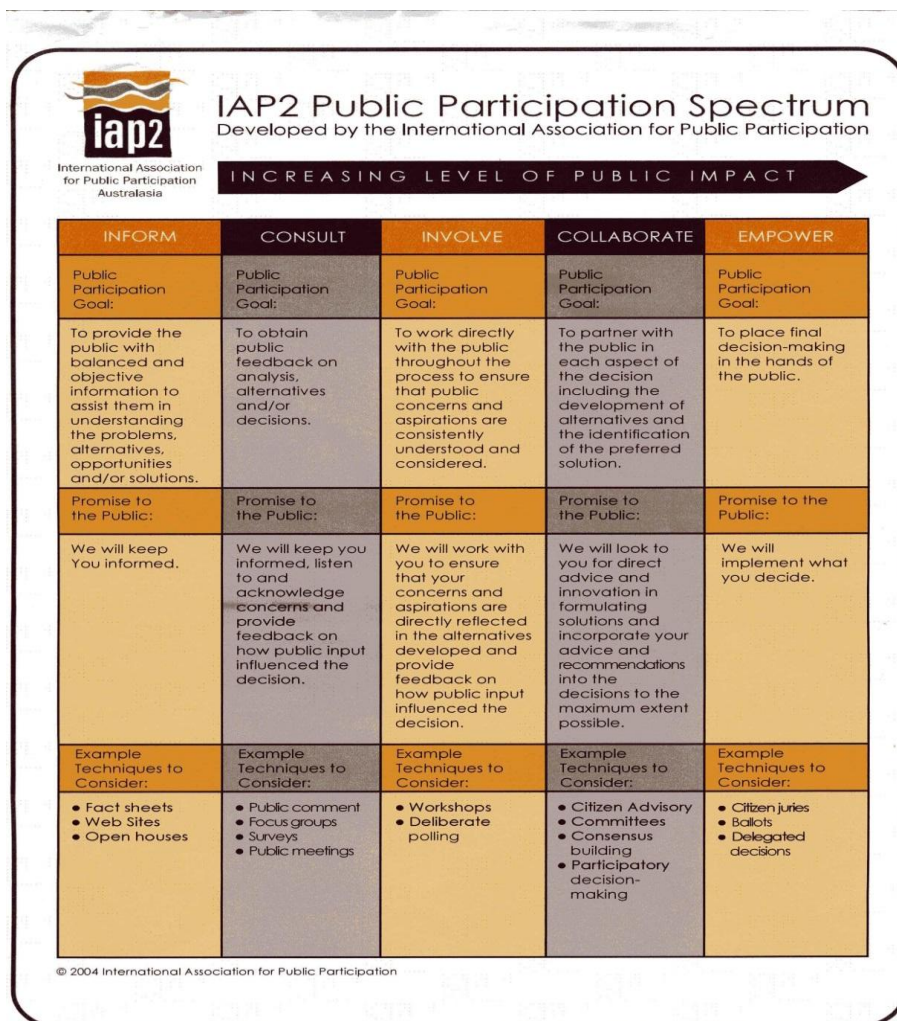 iap2
International Association
for Public Participation
Australasia
IAP2 Public Participation Spectrum
Developed by the International Association for Public Participation
INCREASING LEVEL OF PUBLIC IMPACT
INFORM
Public
Participation
Goal:
To provide the
public with
balanced and
objective
information to
assist them in
understanding
the problems,
alternatives,
opportunities
and/or solutions.
Promise to
the Public:
We will keep
You informed.
Example
Techniques to
Consider:
• Fact sheets
• Web Sites
• Open houses
CONSULT
Public
Participation
Goal:
To obtain
public
feedback on
analysis,
alternatives
and/or
decisions.
Promise to
the Public:
We will keep you
informed, listen
to and
acknowledge
concerns and
provide
feedback on
how public input
influenced the
decision.
Example
Techniques to
Consider:
• Public comment
• Focus groups
• Surveys
• Public meetings
INVOLVE
Public
Participation
Goal:
To work directly
with the public
throughout the
process to ensure
that public
concerns and
aspirations are
consistently
understood and
considered.
Promise to
the Public:
We will work with
you to ensure
that your
concerns and
aspirations are
directly reflected
in the alternatives
developed and
provide
feedback on
how public input
influenced the
decision.
Example
Techniques to
Consider:
• Workshops
• Deliberate
polling
COLLABORATE
Public
Participation
Goal:
To partner with
the public in
each aspect of
the decision
including the
development of
alternatives and
the identification
of the preferred
solution.
Promise to
the Public:
We will look to
you for direct
advice and
innovation in
formulating
solutions and
incorporate your
advice and
recommendations
into the
decisions to the
maximum extent
possible.
Example
Techniques to
Consider:
• Citizen Advisory
• Committees
• Consensus
building
• Participatory
decision-
making
EMPOWER
Public
Participation
Goal:
To place final
decision-making
in the hands of
the public.
Promise to the
Public:
We will
implement what
you decide.
Example
Techniques to
Consider:
• Citizen juries
• Ballots
• Delegated
decisions
© 2004 International Association for Public Participation